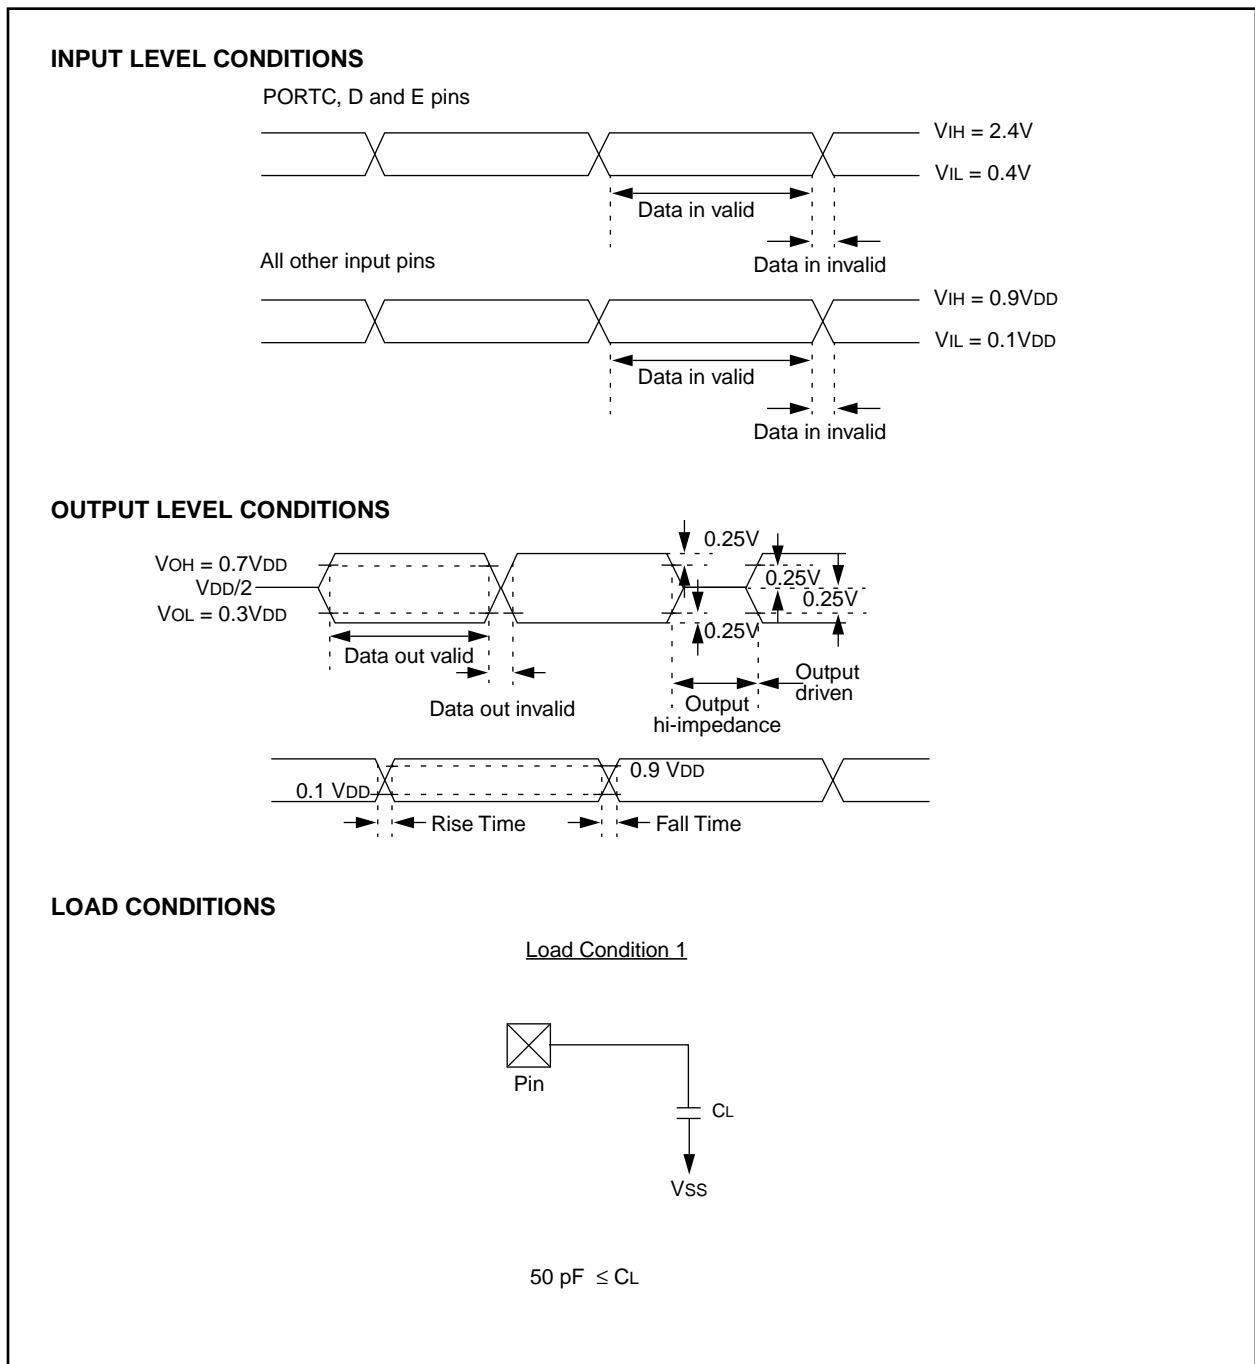 INPUT LEVEL CONDITIONS
PORTC, D and E pins
VIH = 2.4V
VIL = 0.4V
Data in valid
Data in invalid
All other input pins
VIH = 0.9VDD
VIL = 0.1VDD
Data in valid
Data in invalid
OUTPUT LEVEL CONDITIONS
VOH = 0.7VDD
VDD/2
VOL = 0.3VDD
0.25V
0.25V
0.25V
0.25V
Data out valid
Data out invalid
Output
hi-impedance
Output
driven
0.9 VDD
0.1 VDD
Rise Time
Fall Time
LOAD CONDITIONS
Load Condition 1
Pin
CL
VSS
50 pF ≤ CL